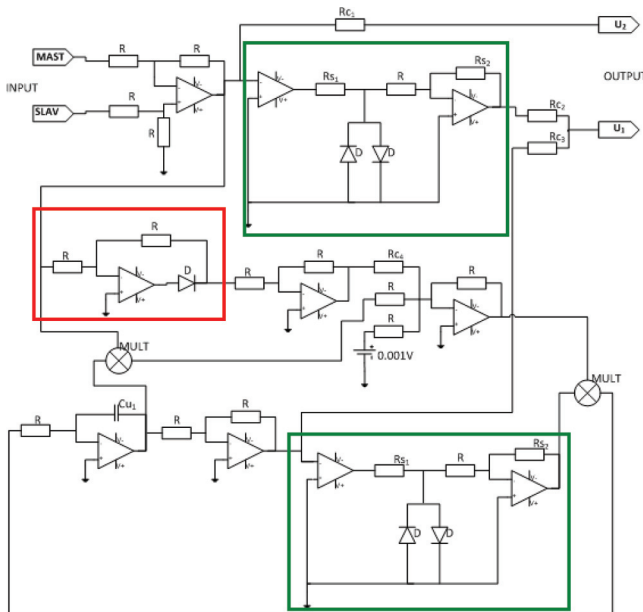 Rc₁
U₂
MAST
R
R
INPUT
OUTPUT
V-
V+
V-
V+
Rs₁
R
Rs₂
V-
V+
Rc₂
SLAV
R
R
D
D
Rc₃
U₁
R
R
D
V-
V+
R
R
V-
V+
Rc₄
R
R
R
V-
V+
0.001V
MULT
MULT
R
Cu₁
V-
V+
R
R
V-
V+
V-
V+
Rs₁
R
Rs₂
V-
V+
D
D